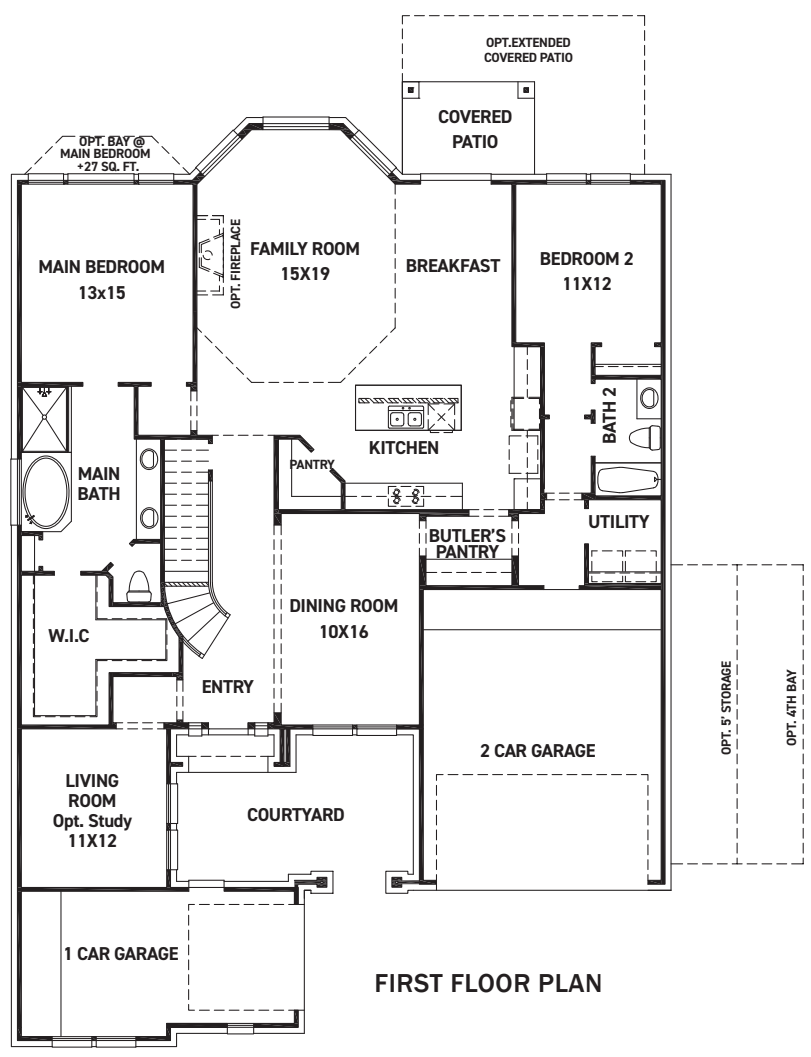 OPT.EXTENDED
COVERED PATIO
COVERED
PATIO
OPT. BAY @
MAIN BEDROOM
+27 SQ. FT.
MAIN BEDROOM
13x15
OPT. FIREPLACE
FAMILY ROOM
15X19
BREAKFAST
BEDROOM 2
11X12
BATH 2
KITCHEN
PANTRY
MAIN
BATH
UTILITY
BUTLER'S
PANTRY
DINING ROOM
10X16
W.I.C
ENTRY
OPT. 5' STORAGE
OPT. 4TH BAY
2 CAR GARAGE
LIVING
ROOM
Opt. Study
11X12
COURTYARD
1 CAR GARAGE
FIRST FLOOR PLAN